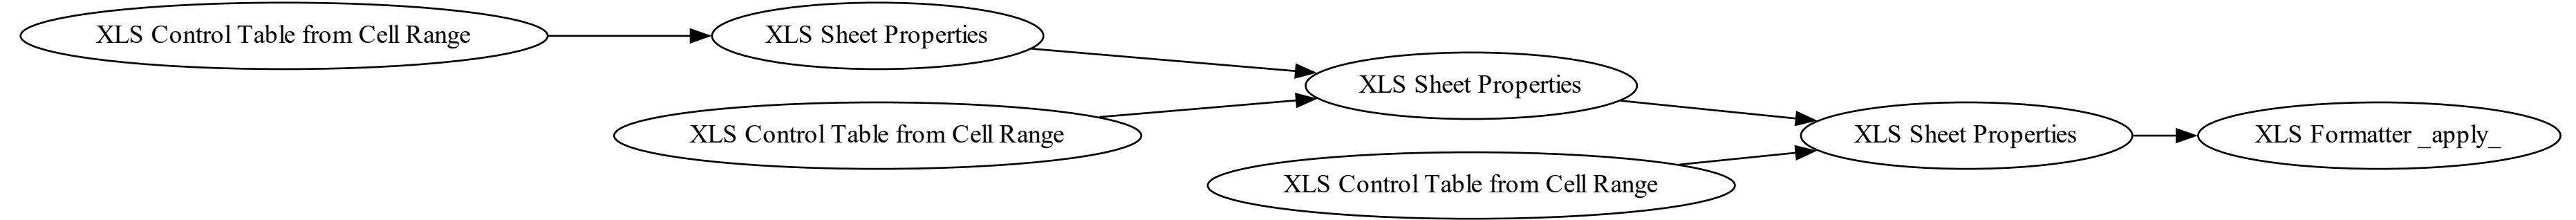 XLS Control Table from Cell Range
XLS Sheet Properties
XLS Sheet Properties
XLS Control Table from Cell Range
XLS Sheet Properties
XLS Formatter _apply_
XLS Control Table from Cell Range